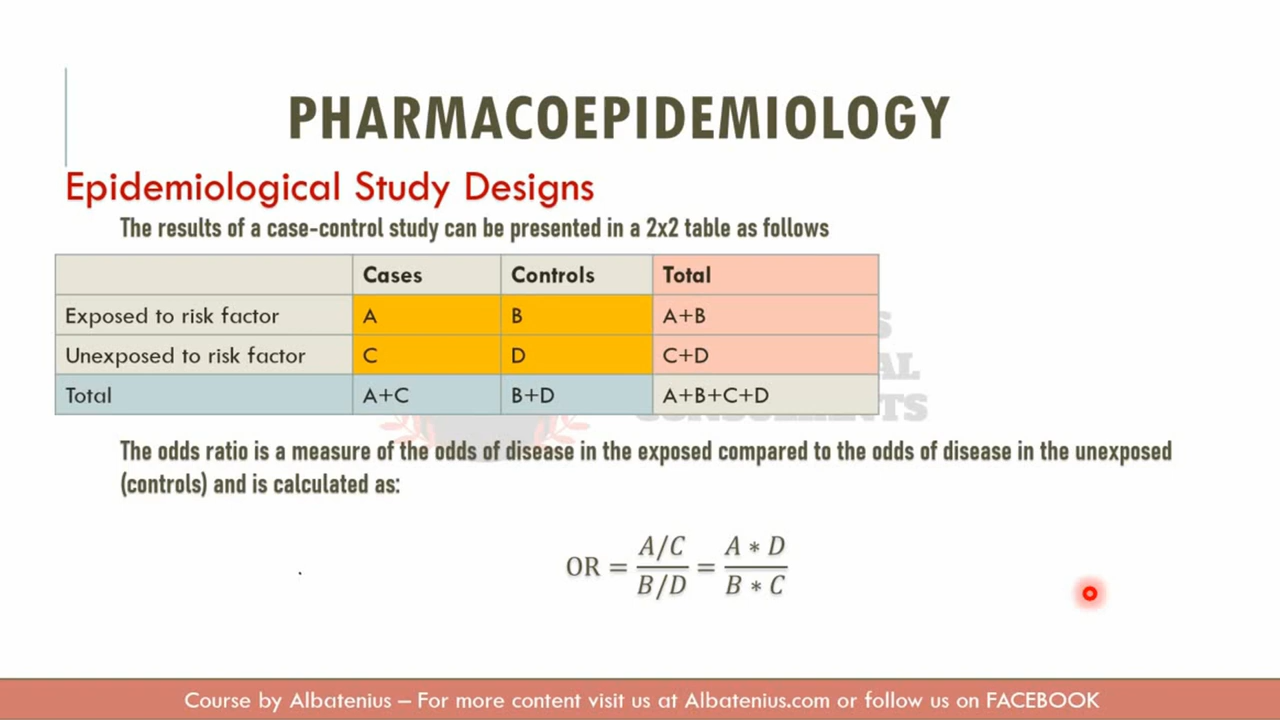 PHARMACOEPIDEMIOLOGY
Epidemiological Study Designs
The results of a case-control study can be presented in a 2x2 table as follows
Cases Controls Total
Exposed to risk factor A B A+B
Unexposed to risk factor C D C+D
Total A+C B+D A+B+C+D
The odds ratio is a measure of the odds of disease in the exposed compared to the odds of disease in the unexposed
(controls) and is calculated as:
OR = A/C / B/D = A * D / B * C
Course by Albatenius – For more content visit us at Albatenius.com or follow us on FACEBOOK